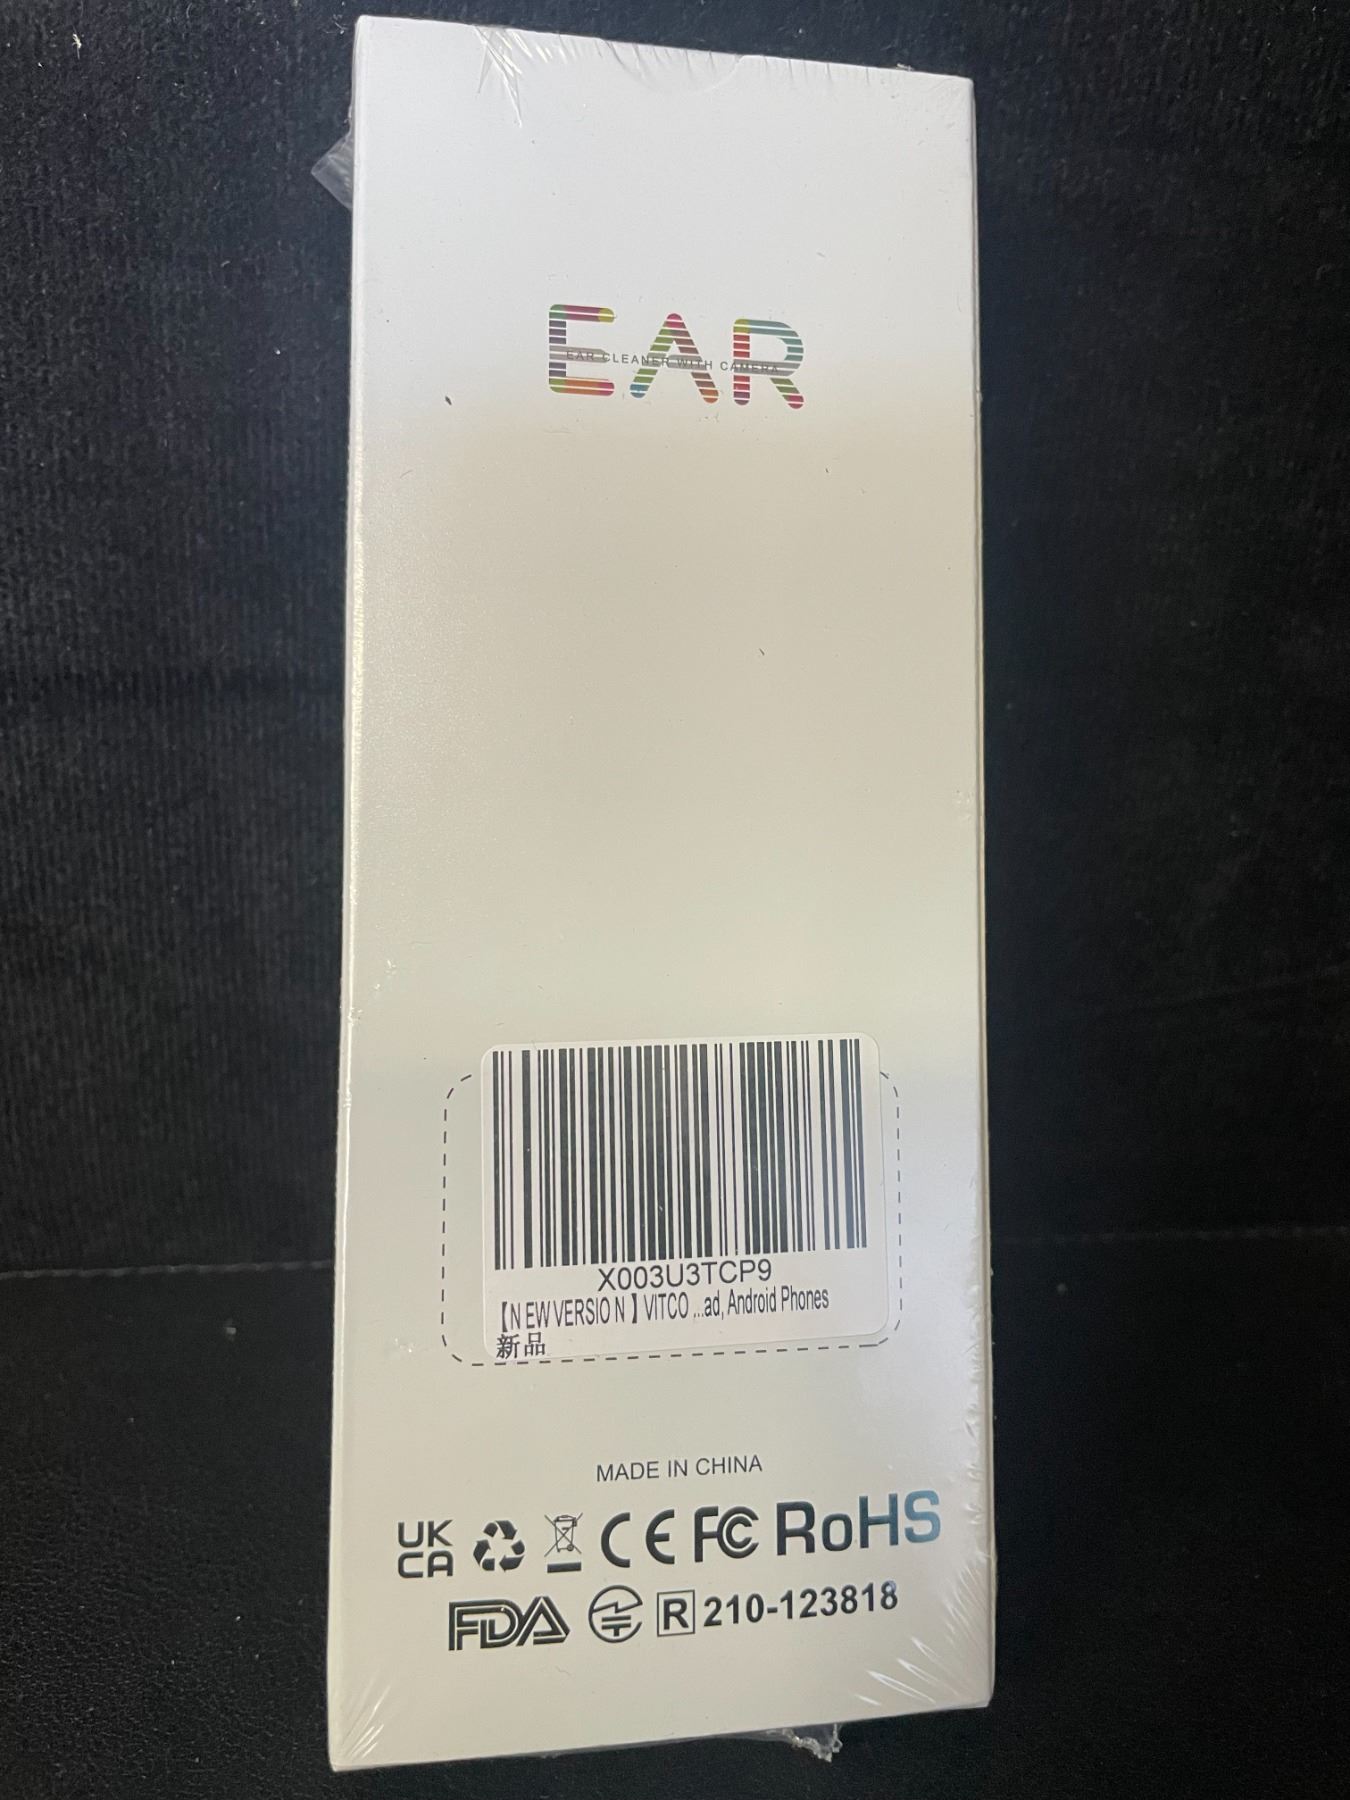 EAR
EAR CLEANER WITH CAMERA
X003U3TCP9
【N EW VERSIO N 】VITCO ...ad, Android Phones
新品
MADE IN CHINA
UK CA CE FC RoHS
FDA R 210-123818